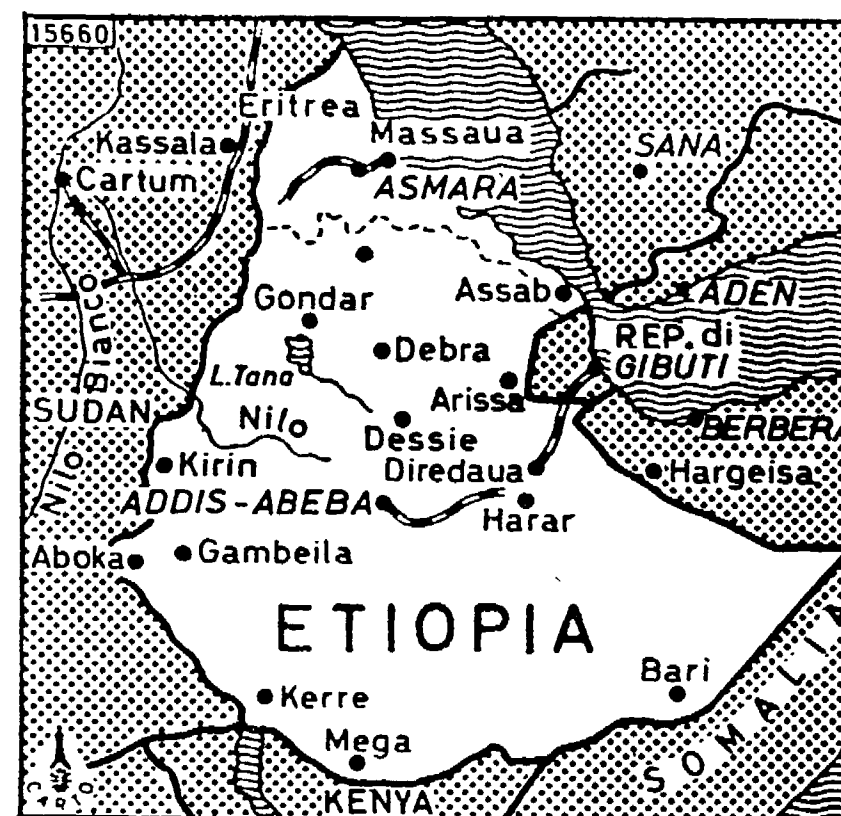 15660
Eritrea
Massaua
Kassala
SANA
Cartum
ASMARA
Gondar
Assab
ADEN
Nilo Bianco
REP. di
GIBUTI
Debra
L.Tana
Arissa
SUDAN
Nilo
Dessie
BERBERA
Kirin
Diredaua
Hargeisa
ADDIS-ABEBA
Harar
Aboka
Gambeila
ETIOPIA
Bari
Kerre
SOMALIA
Mega
KENYA